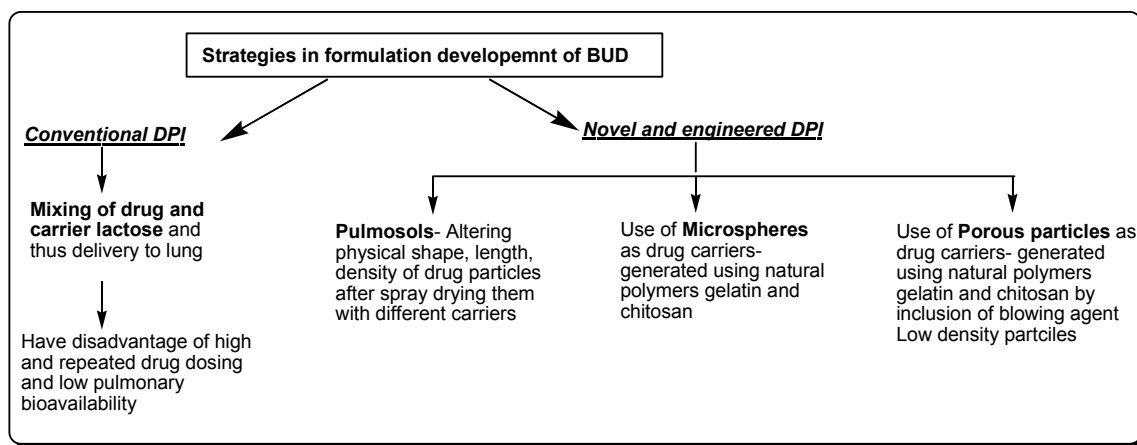 Strategies in formulation developemnt of BUD
Conventional DPI
Novel and engineered DPI
Mixing of drug and
carrier lactose and
thus delivery to lung
Have disadvantage of high
and repeated drug dosing
and low pulmonary
bioavailability
Pulmosols- Altering
physical shape, length,
density of drug particles
after spray drying them
with different carriers
Use of Microspheres
as drug carriers-
generated using natural
polymers gelatin and
chitosan
Use of Porous particles as
drug carriers- generated
using natural polymers
gelatin and chitosan by
inclusion of blowing agent
Low density partciles